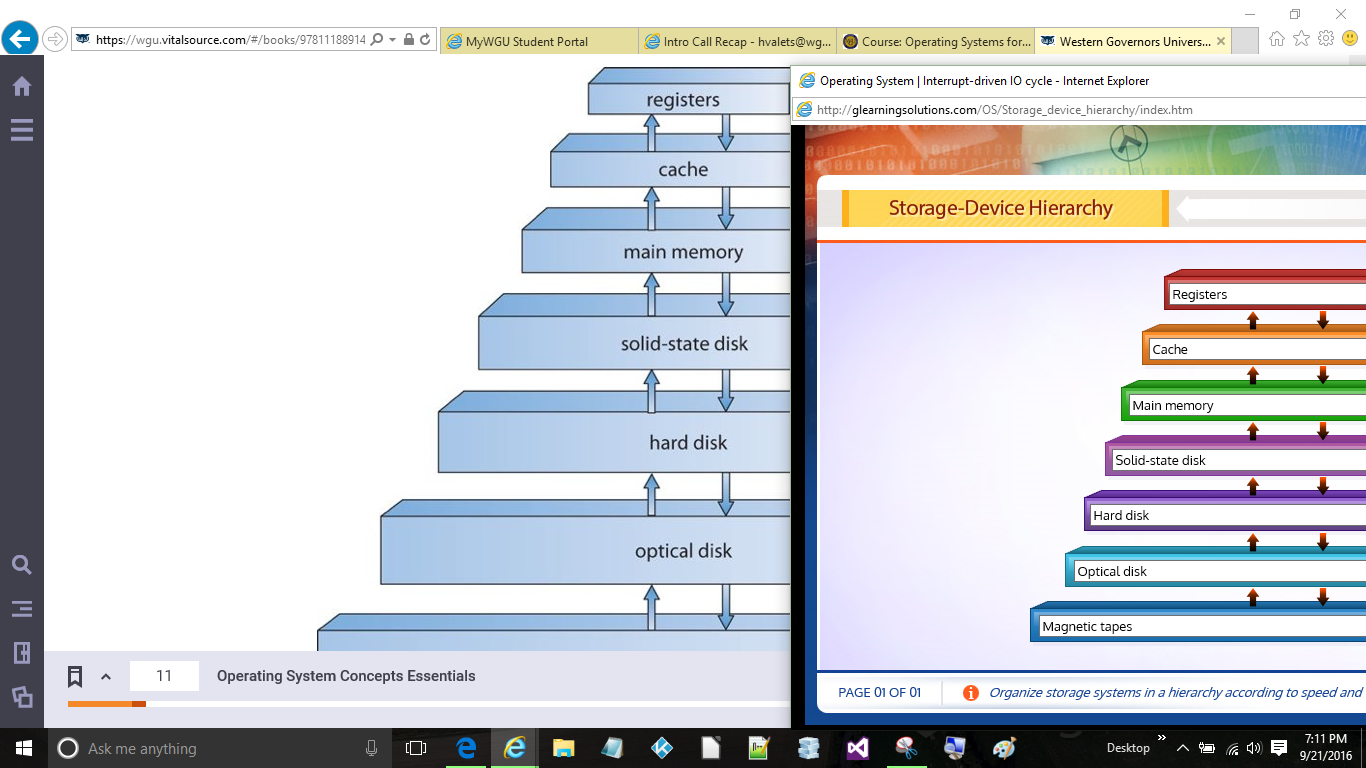 https://wgu.vitalsource.com/#/books/97811188914
MyWGU Student Portal
Intro Call Recap - hvalets@wg...
Course: Operating Systems for...
Western Governors Univers...
registers
cache
main memory
solid-state disk
hard disk
optical disk
11
Operating System Concepts Essentials
Operating System | Interrupt-driven IO cycle - Internet Explorer
http://glearningsolutions.com/OS/Storage_device_hierarchy/index.htm
Storage-Device Hierarchy
Registers
Cache
Main memory
Solid-state disk
Hard disk
Optical disk
Magnetic tapes
PAGE 01 OF 01
Organize storage systems in a hierarchy according to speed and
Ask me anything
Desktop
7:11 PM
9/21/2016